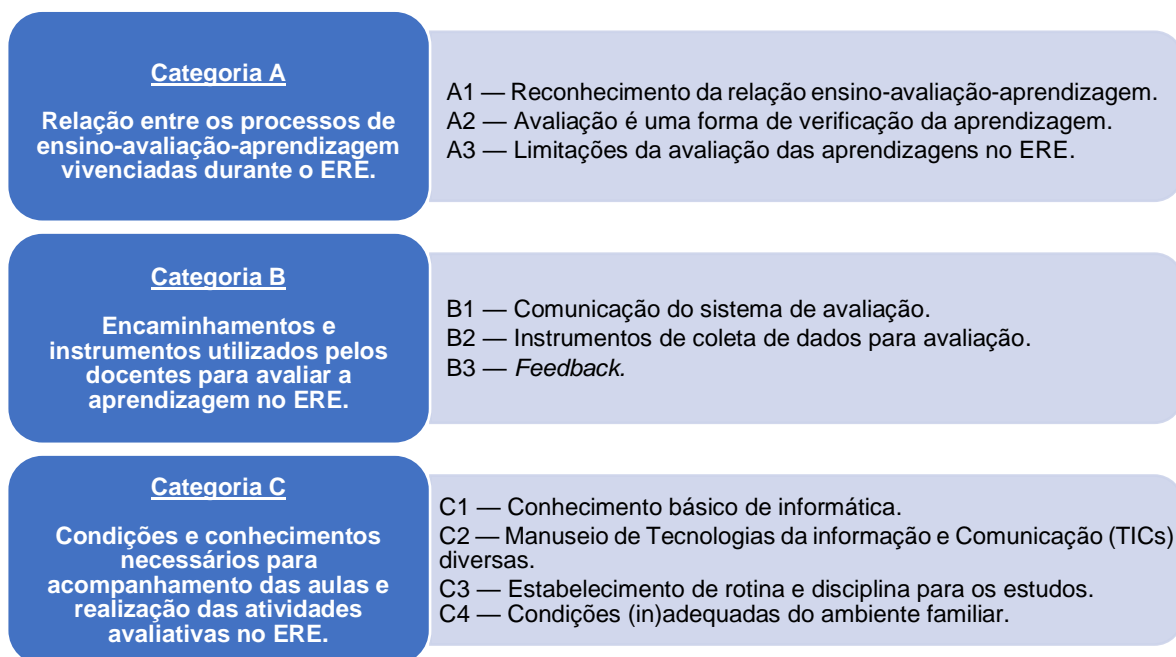 Categoria A
Relação entre os processos de
ensino-avaliação-aprendizagem
vivenciadas durante o ERE.
A1 — Reconhecimento da relação ensino-avaliação-aprendizagem.
A2 — Avaliação é uma forma de verificação da aprendizagem.
A3 — Limitações da avaliação das aprendizagens no ERE.
Categoria B
Encaminhamentos e
instrumentos utilizados pelos
docentes para avaliar a
aprendizagem no ERE.
B1 — Comunicação do sistema de avaliação.
B2 — Instrumentos de coleta de dados para avaliação.
B3 — Feedback.
Categoria C
Condições e conhecimentos
necessários para
acompanhamento das aulas e
realização das atividades
avaliativas no ERE.
C1 — Conhecimento básico de informática.
C2 — Manuseio de Tecnologias da informação e Comunicação (TICs)
diversas.
C3 — Estabelecimento de rotina e disciplina para os estudos.
C4 — Condições (in)adequadas do ambiente familiar.